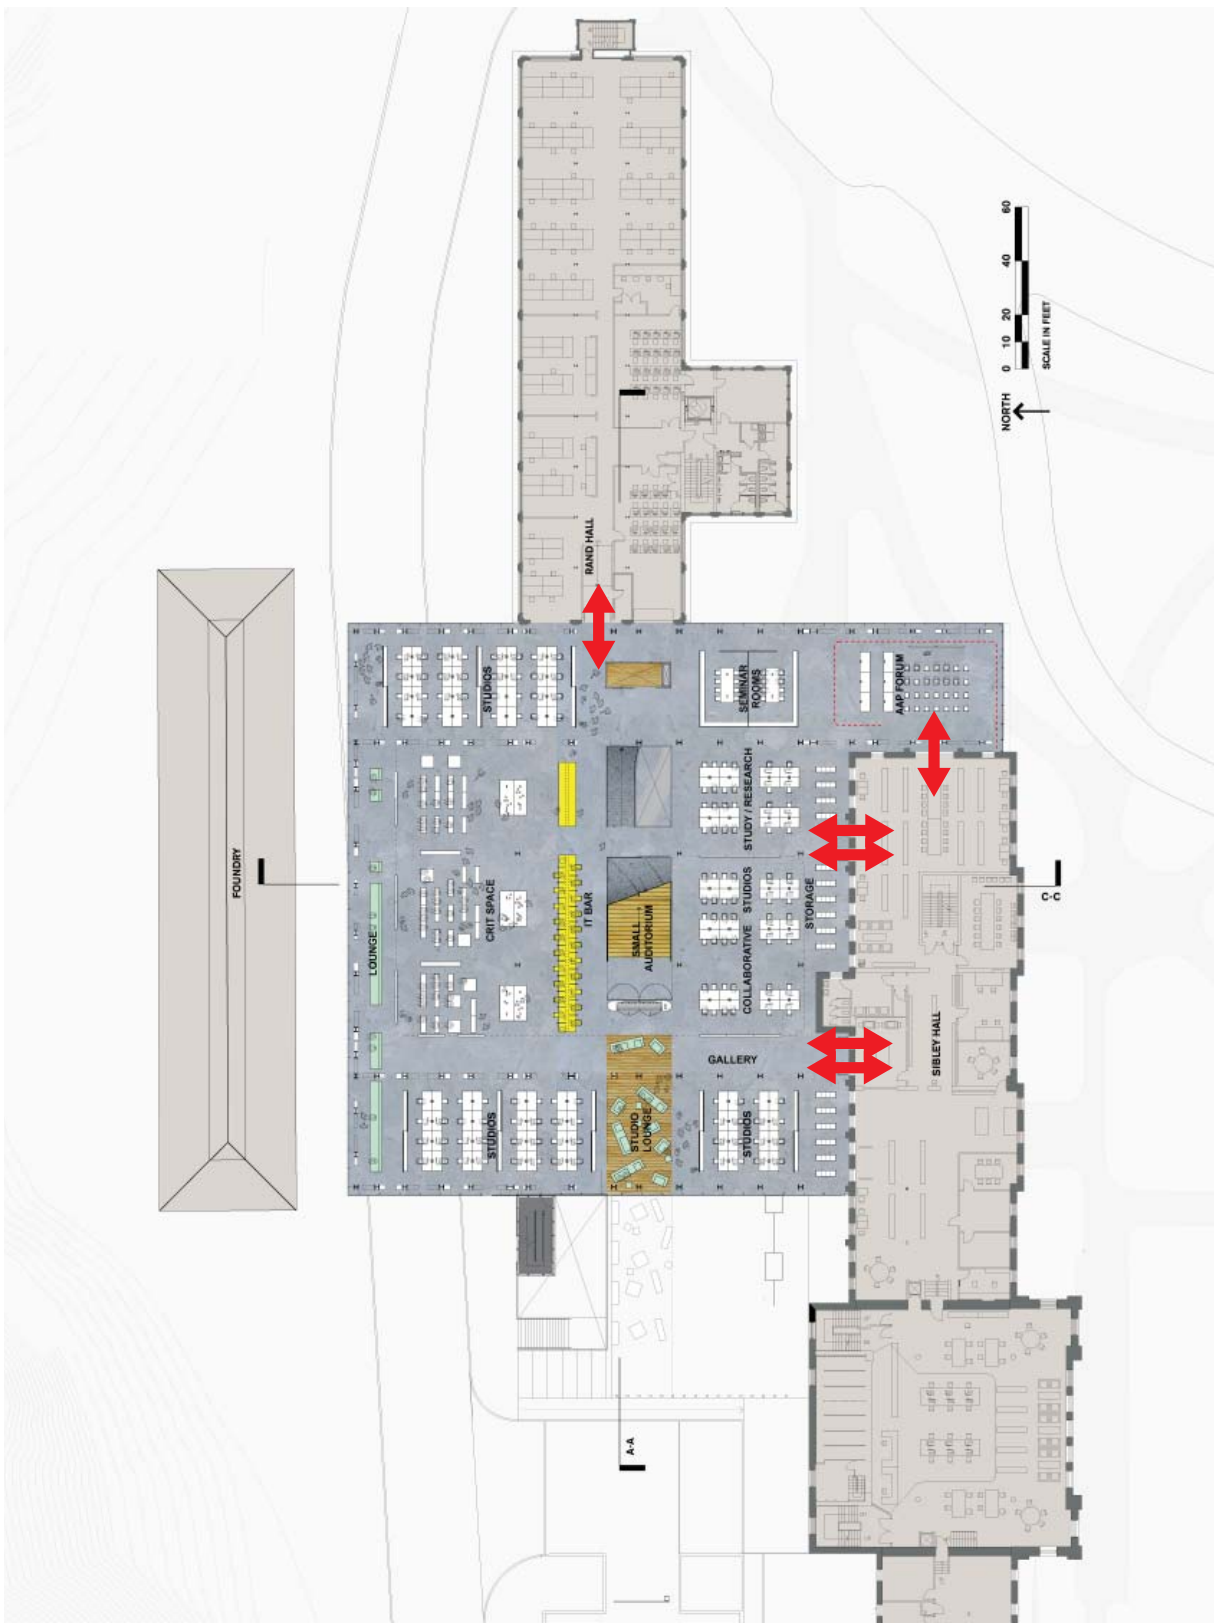 60
40
20
10
0
SCALE IN FEET
NORTH
RAND HALL
FOUNDRY
STUDIOS
SEMINAR
ROOMS
AAP FORUM
LOUNGE
CRIT SPACE
IT BAR
SMALL
AUDITORIUM
STUDY / RESEARCH
COLLABORATIVE STUDIOS
STORAGE
C-C
GALLERY
SIBLEY HALL
STUDIOS
STUDIO
LOUNGE
STUDIOS
A-A